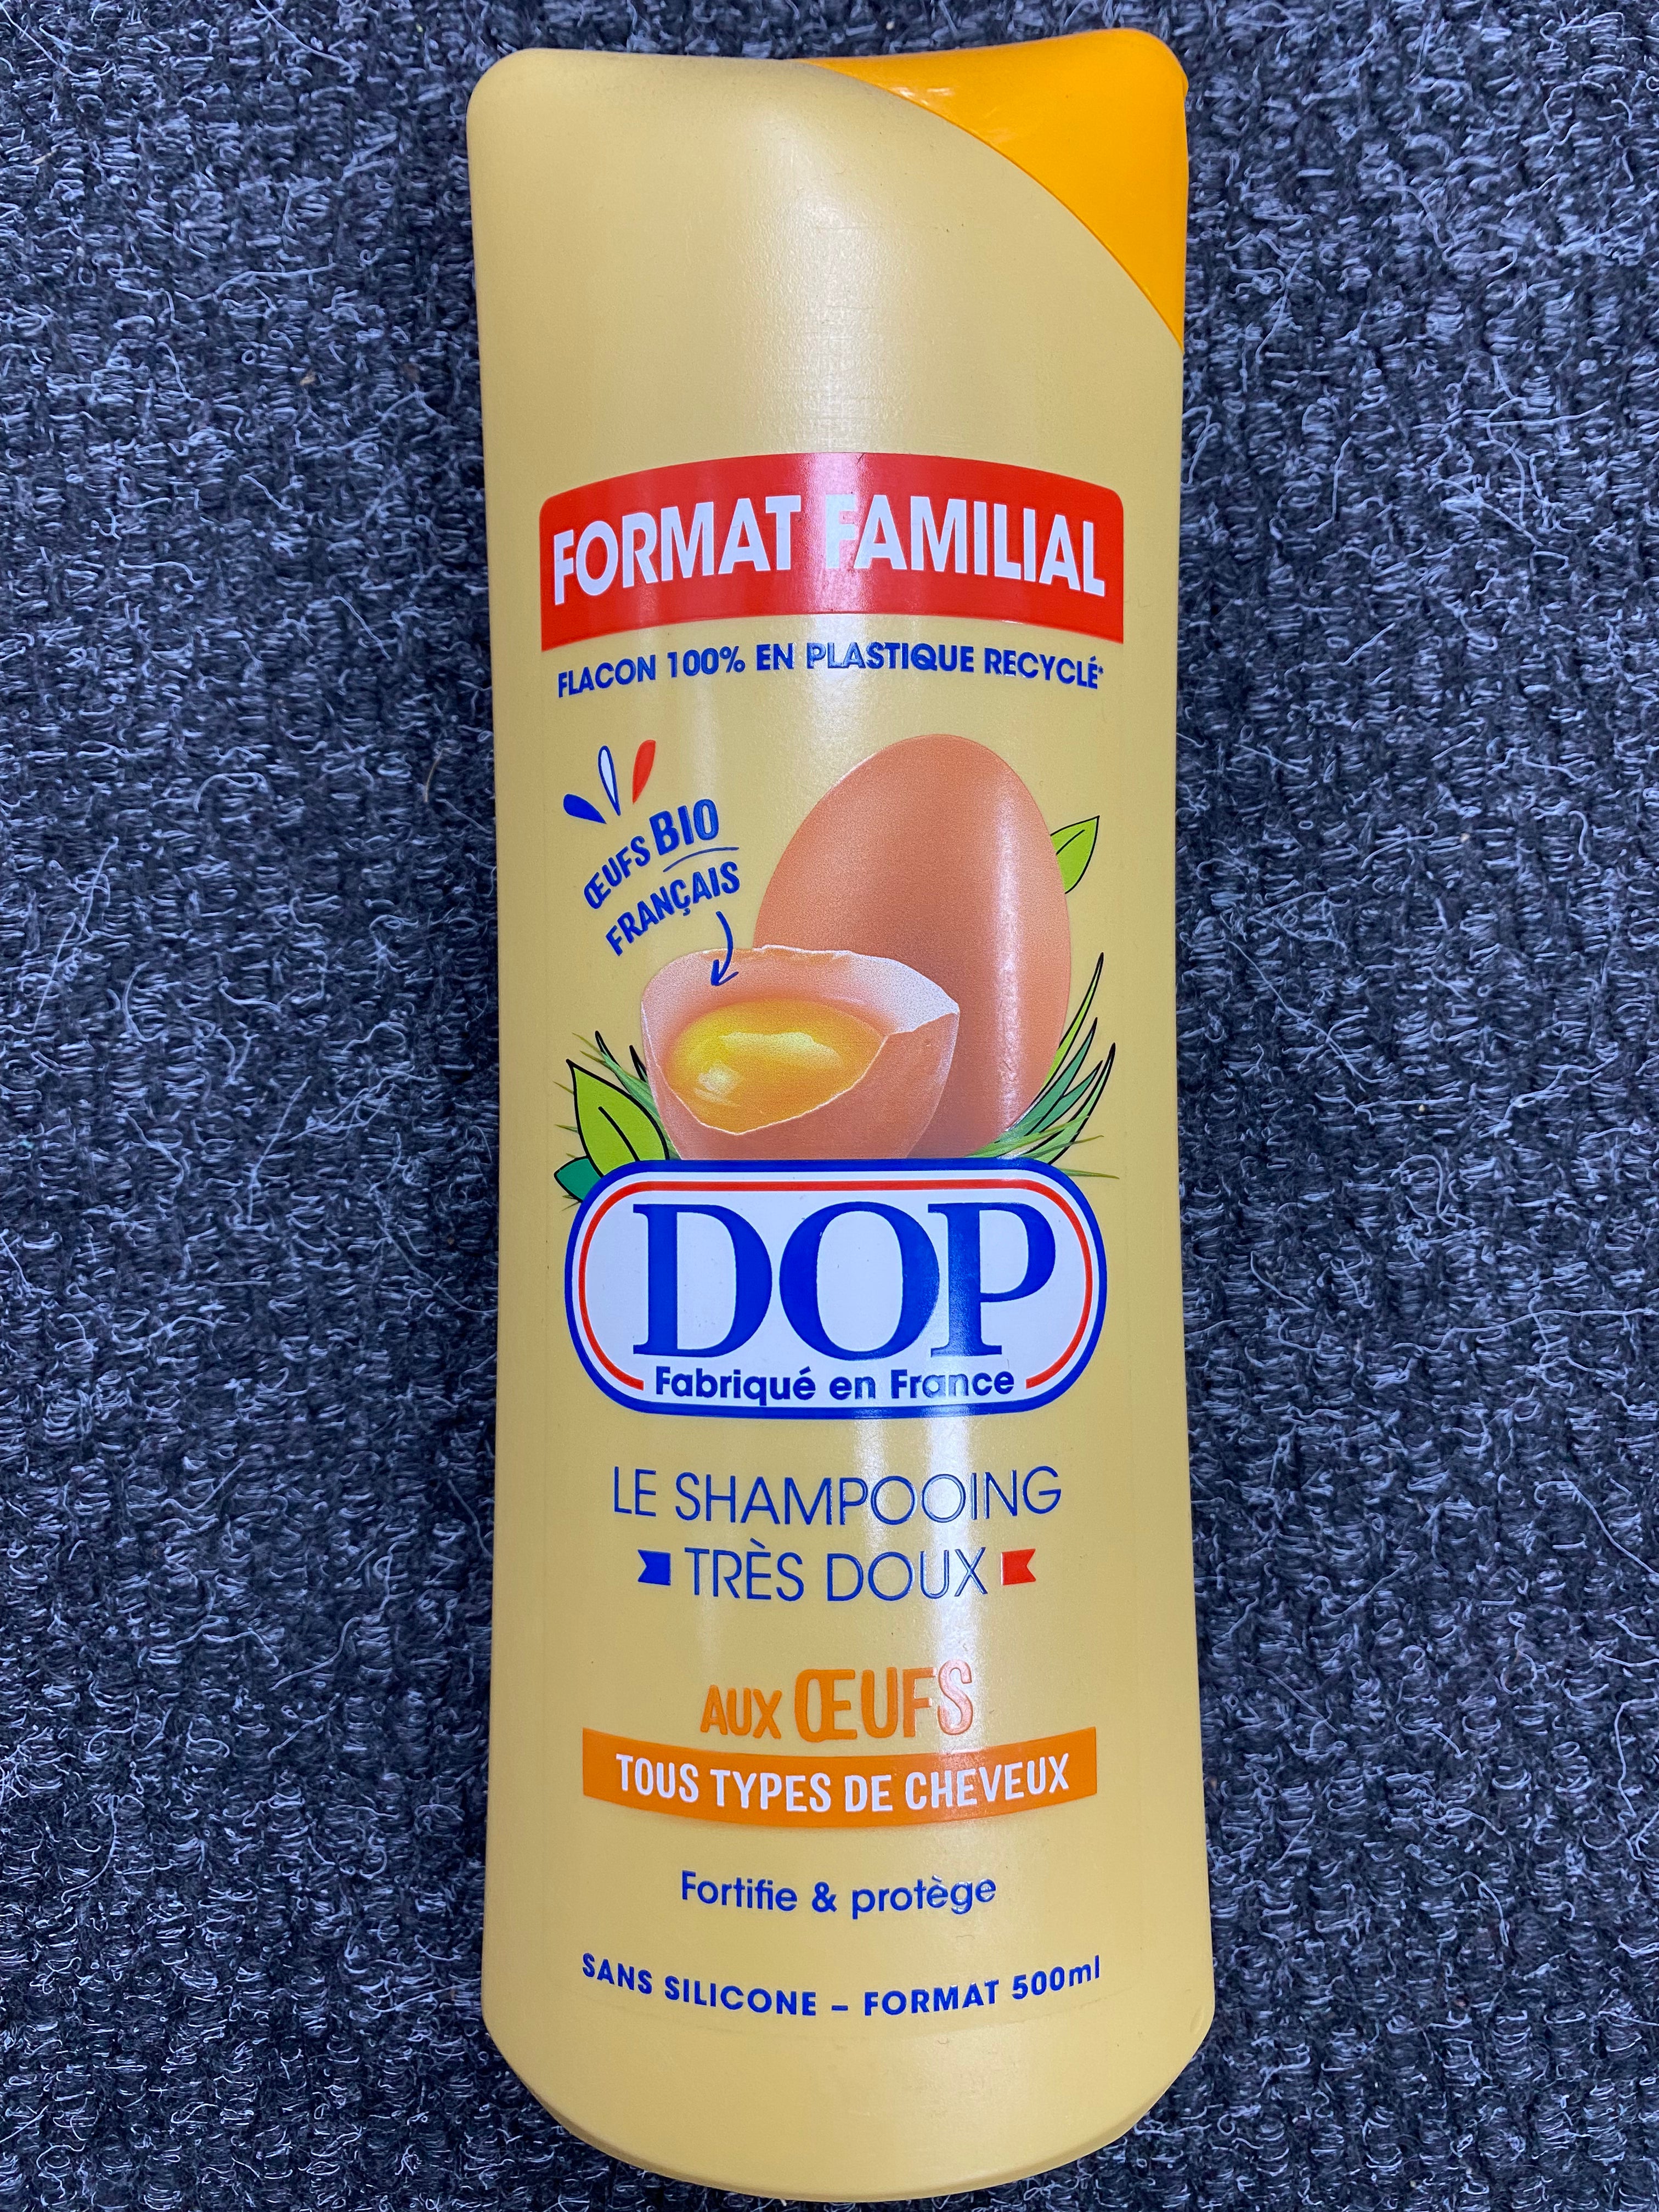 FORMAT FAMILIAL
FLACON 100% EN PLASTIQUE RECYCLÉ*
ŒUFS BIO
FRANÇAIS
DOP
Fabriqué en France
LE SHAMPOOING
TRÈS DOUX
AUX ŒUFS
TOUS TYPES DE CHEVEUX
Fortifie & protège
SANS SILICONE – FORMAT 500ml